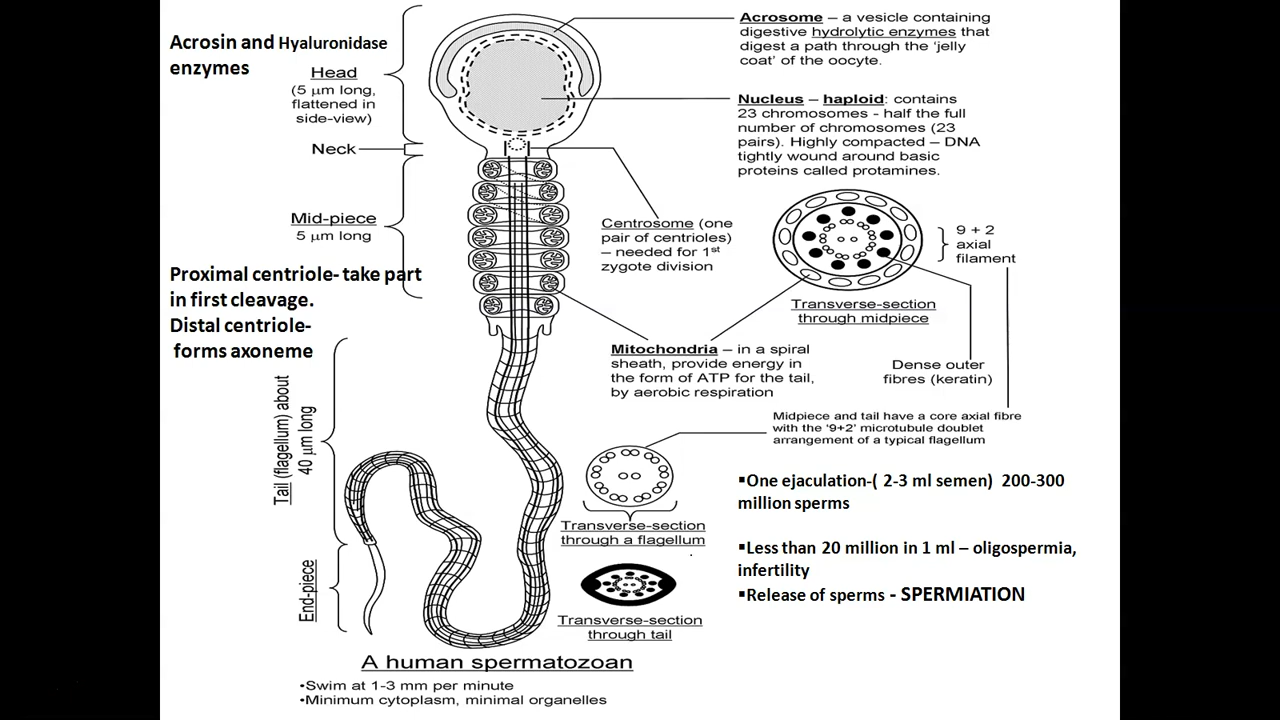 Acrosin and Hyaluronidase
enzymes
Head
(5 μm long,
flattened in
side-view)
Neck
Mid-piece
5 μm long
Proximal centriole- take part
in first cleavage.
Distal centriole-
forms axoneme
Tail (flagellum) about
40 μm long
End-piece
Acrosome – a vesicle containing
digestive hydrolytic enzymes that
digest a path through the 'jelly
coat' of the oocyte.
Nucleus – haploid: contains
23 chromosomes - half the full
number of chromosomes (23
pairs). Highly compacted – DNA
tightly wound around basic
proteins called protamines.
Centrosome (one
pair of centrioles)
– needed for 1st
zygote division
9 + 2
axial
filament
Transverse-section
through midpiece
Mitochondria – in a spiral
sheath, provide energy in
the form of ATP for the tail,
by aerobic respiration
Dense outer
fibres (keratin)
Midpiece and tail have a core axial fibre
with the '9+2' microtubule doublet
arrangement of a typical flagellum
Transverse-section
through a flagellum
Transverse-section
through tail
▪One ejaculation-( 2-3 ml semen) 200-300
million sperms
▪Less than 20 million in 1 ml – oligospermia,
infertility
▪Release of sperms - SPERMIATION
A human spermatozoan
•Swim at 1-3 mm per minute
•Minimum cytoplasm, minimal organelles